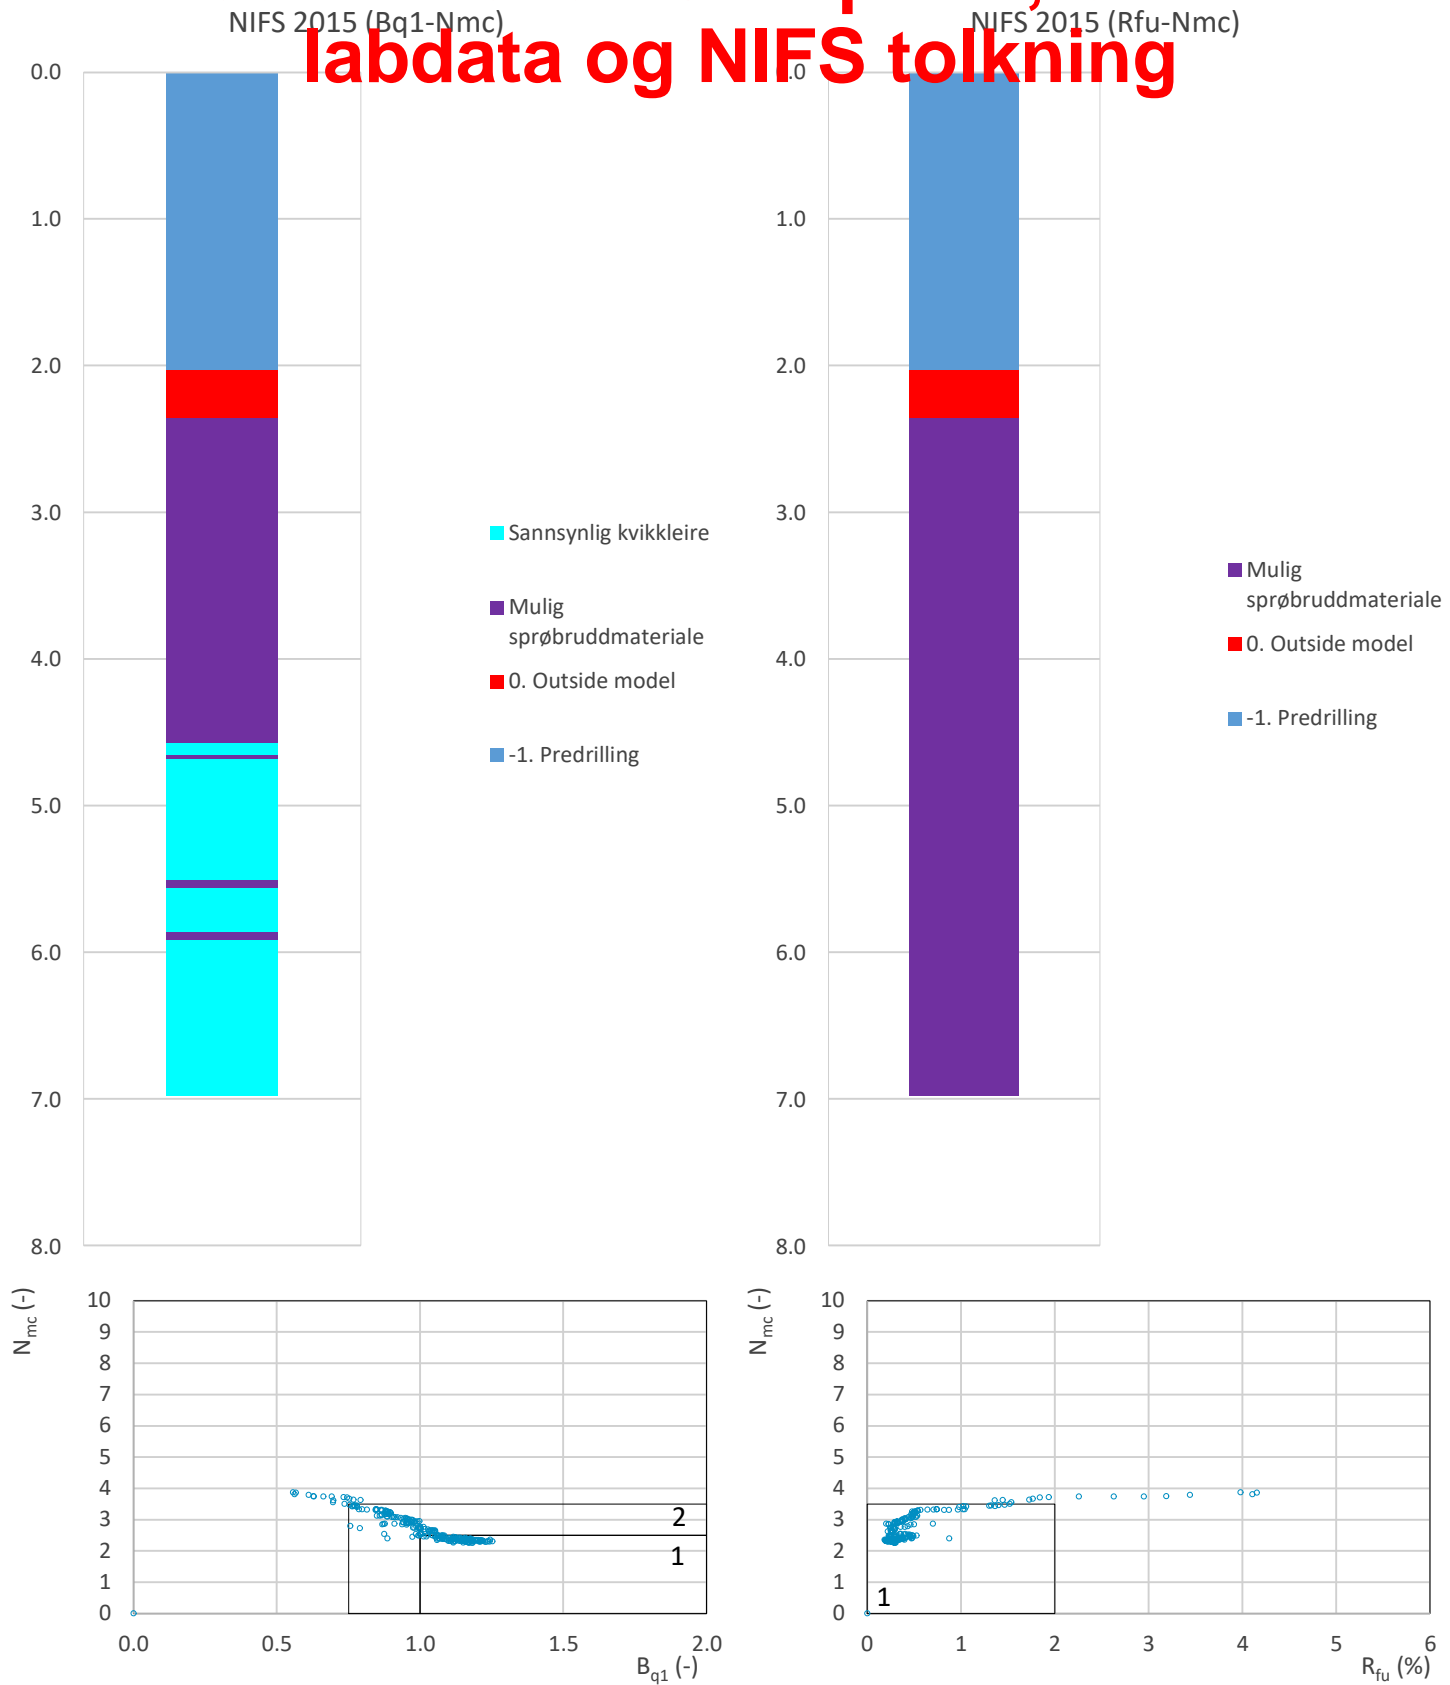 NIFS 2015 (Bq1-Nmc)
NIFS 2015 (Rfu-Nmc)
labdata og NIFS tolkning
0.0
1.0
2.0
3.0
4.0
5.0
6.0
7.0
8.0
Sannsynlig kvikkleire
Mulig
sprøbruddmateriale
0. Outside model
-1. Predrilling
.0
1.0
2.0
3.0
4.0
5.0
6.0
7.0
8.0
Mulig
sprøbruddmateriale
0. Outside model
-1. Predrilling
Nmc (-)
10
9
8
7
6
5
4
3
2
1
0
2
1
0.0 0.5 1.0 1.5 2.0
Bq1 (-)
Nmc (-)
10
9
8
7
6
5
4
3
2
1
0
1
0 1 2 3 4 5 6
Rfu (%)